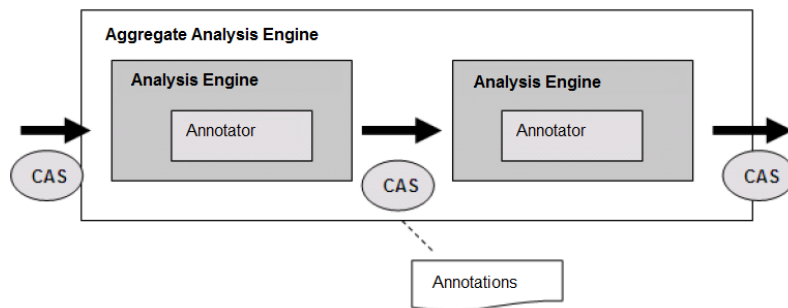 Aggregate Analysis Engine
Analysis Engine
Analysis Engine
Annotator
Annotator
CAS
CAS
CAS
Annotations